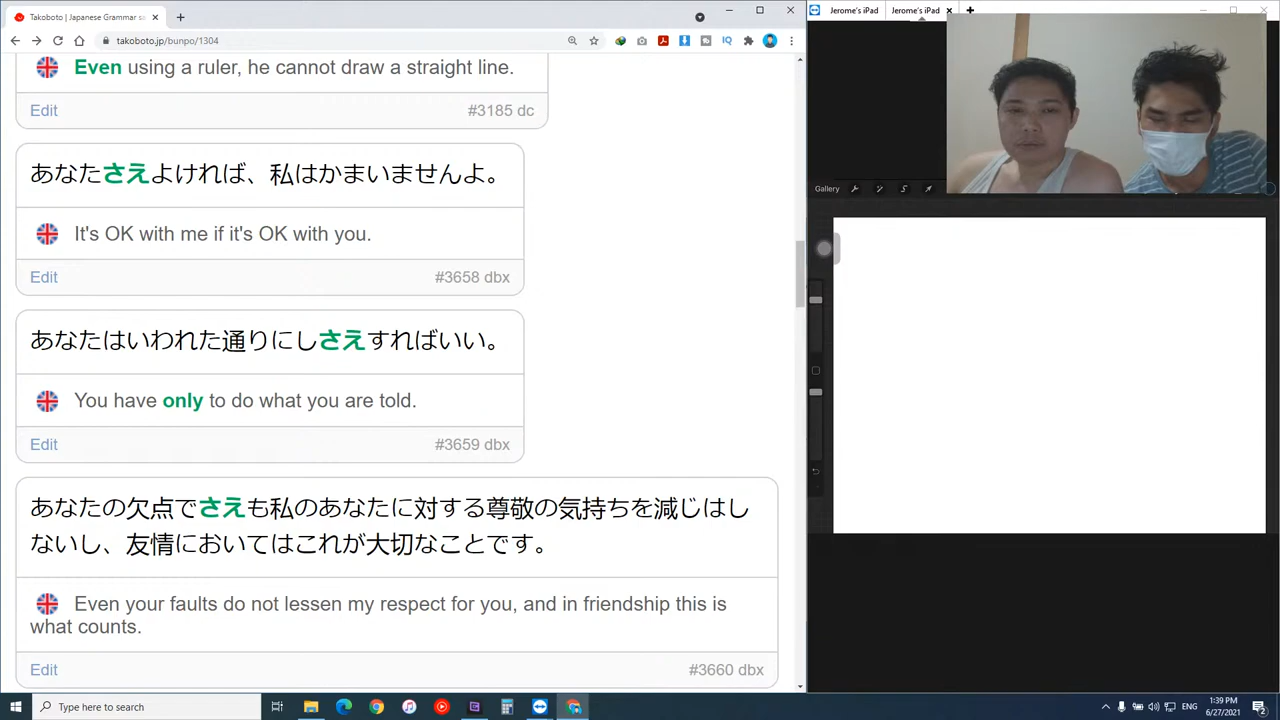 Takoboto | Japanese Grammar sa
takoboto.jp/bunpo/1304
Jerome's iPad
Jerome's iPad
Even using a ruler, he cannot draw a straight line.
Edit
#3185 dc
あなたさえよければ、私はかまいませんよ。
It's OK with me if it's OK with you.
Edit
#3658 dbx
あなたはいわれた通りにしさえすればいい。
You have only to do what you are told.
Edit
#3659 dbx
あなたの欠点でさえも私のあなたに対する尊敬の気持ちを減じはし
ないし、友情においてはこれが大切なことです。
Even your faults do not lessen my respect for you, and in friendship this is
what counts.
Edit
#3660 dbx
Gallery
Type here to search
ENG
1:39 PM
6/27/2021